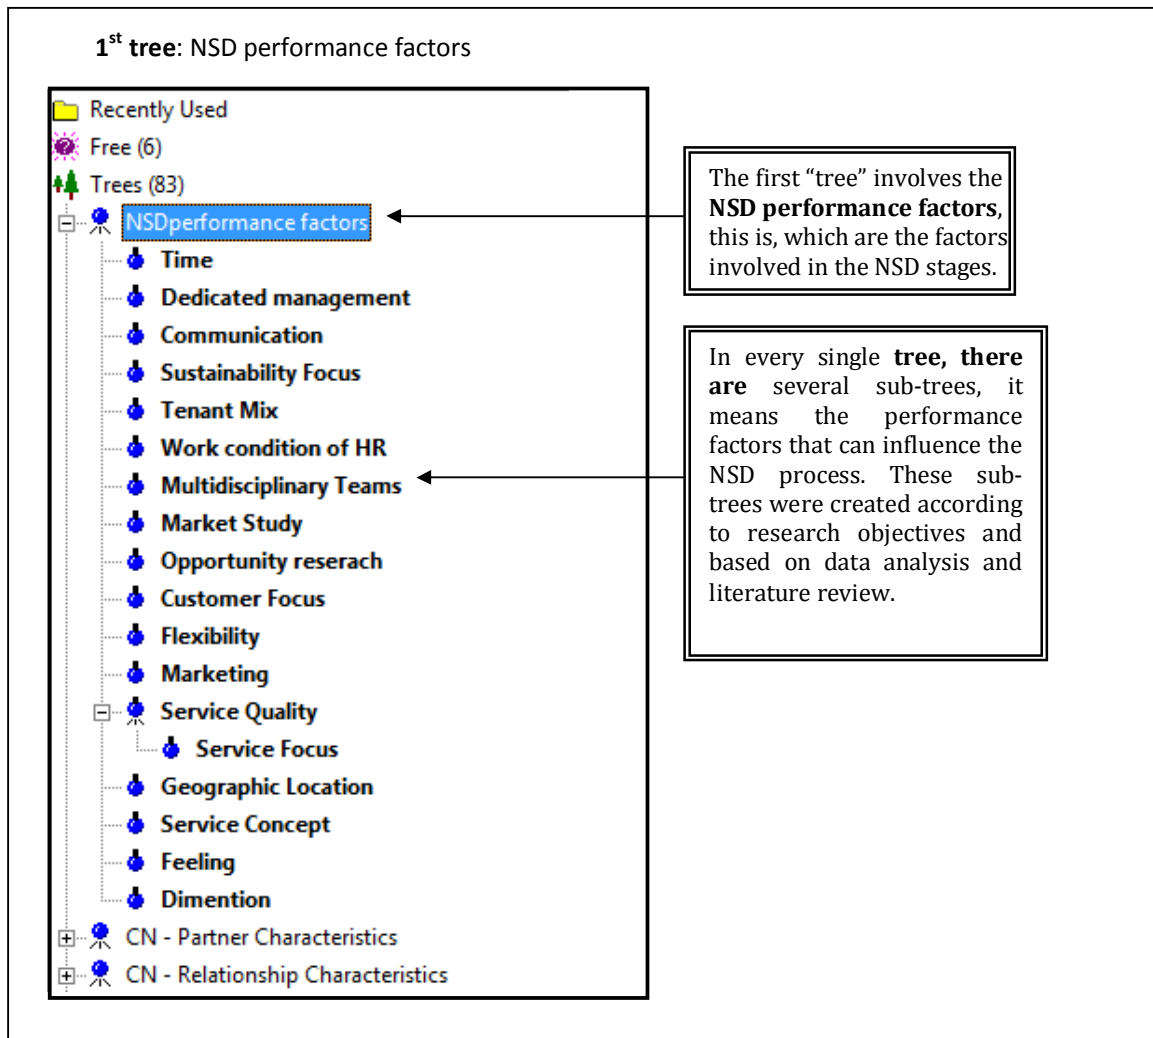 1st tree: NSD performance factors
Recently Used
Free (6)
Trees (83)
NSDperformance factors
Time
Dedicated management
Communication
Sustainability Focus
Tenant Mix
Work condition of HR
Multidisciplinary Teams
Market Study
Opportunity reserach
Customer Focus
Flexibility
Marketing
Service Quality
Service Focus
Geographic Location
Service Concept
Feeling
Dimention
CN - Partner Characteristics
CN - Relationship Characteristics
The first “tree” involves the
NSD performance factors,
this is, which are the factors
involved in the NSD stages.
In every single tree, there
are several sub-trees, it
means the performance
factors that can influence the
NSD process. These sub-
trees were created according
to research objectives and
based on data analysis and
literature review.